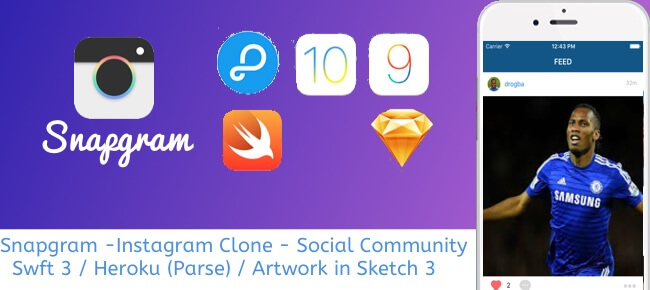 Snapgram
10
9
Snapgram -Instagram Clone - Social Community
Swft 3 / Heroku (Parse) / Artwork in Sketch 3
Carrier
12:43 PM
FEED
drogba
22m
SAMSUNG
2